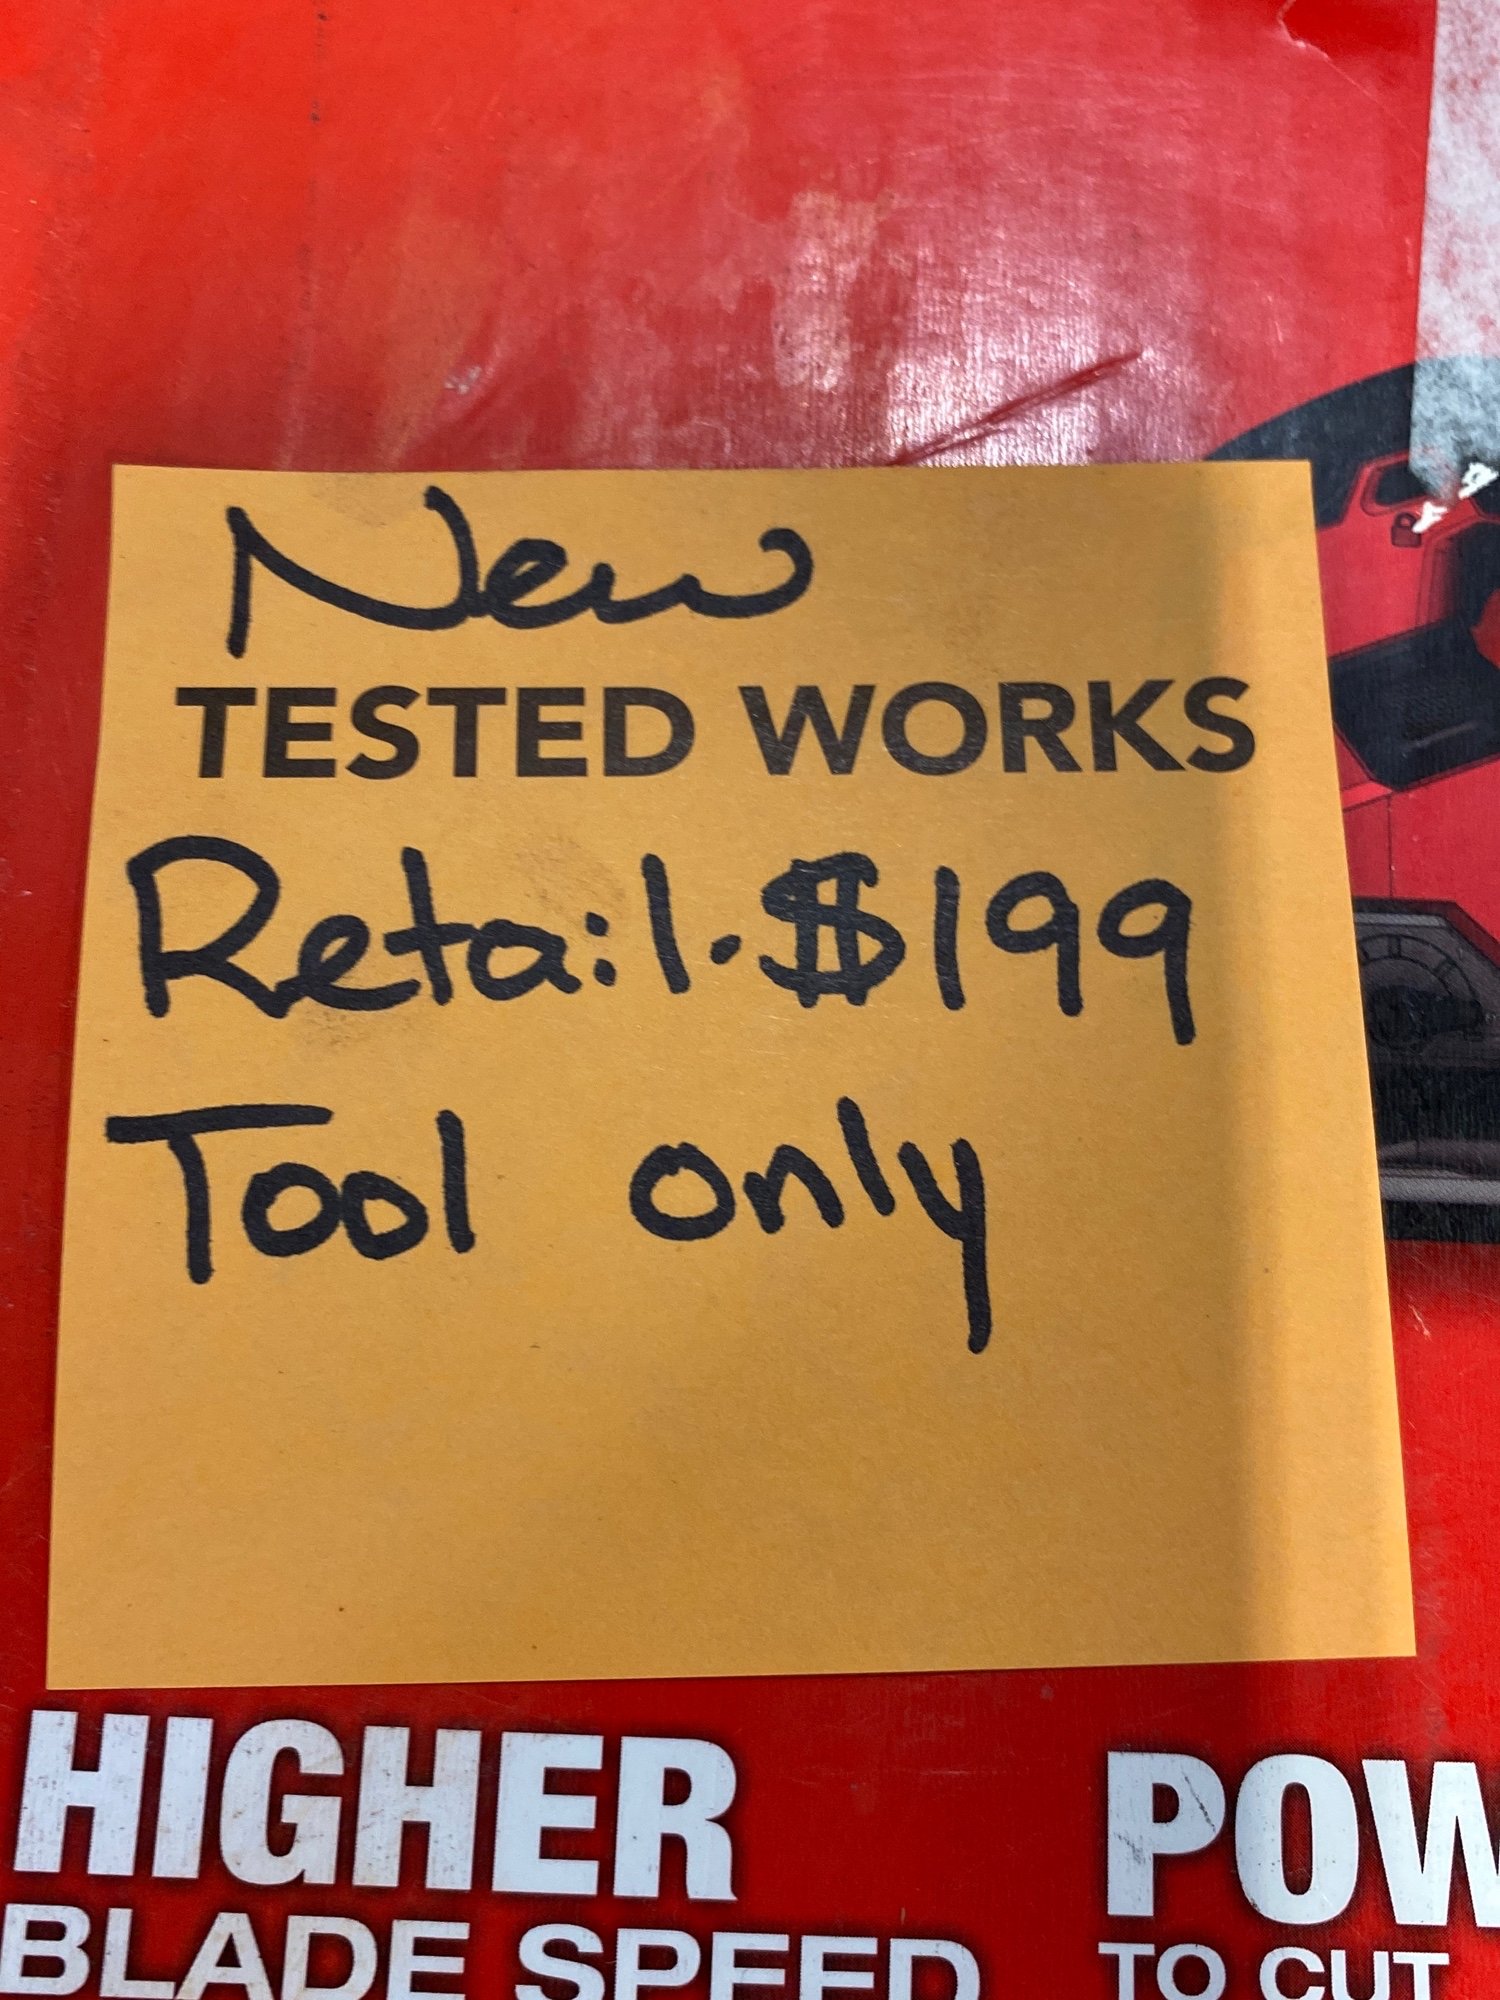 New
TESTED WORKS
Retail.$199
Tool only
HIGHER
BLADE SPEED
POW
TO CUT